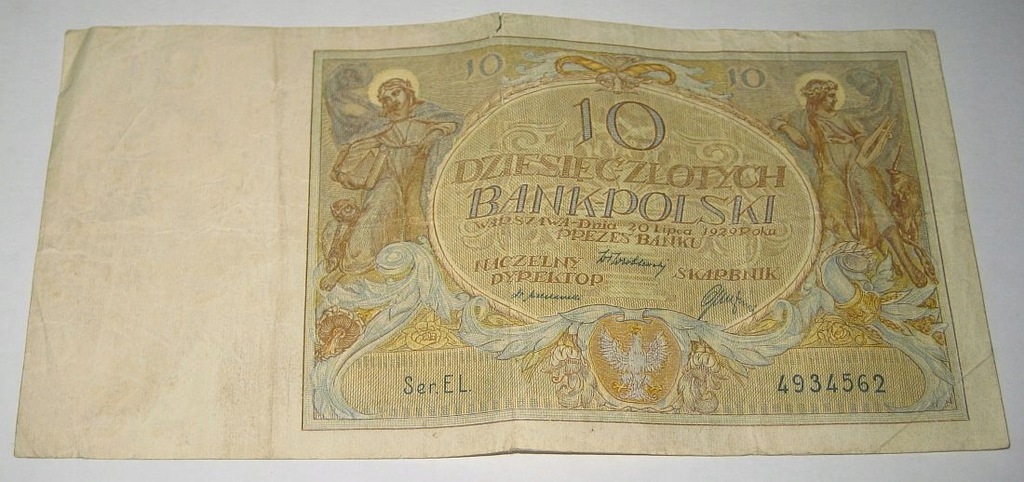 10 10
10
DZIESIĘĆ·ZŁOTYCH
BANK·POLSKI
WARSZAWA-Dnia 20 Lipca 1929 Roku
PREZES BANKU
NACZELNY
DYREKTOR
SKARBNIK
Ser. EL. 4934562